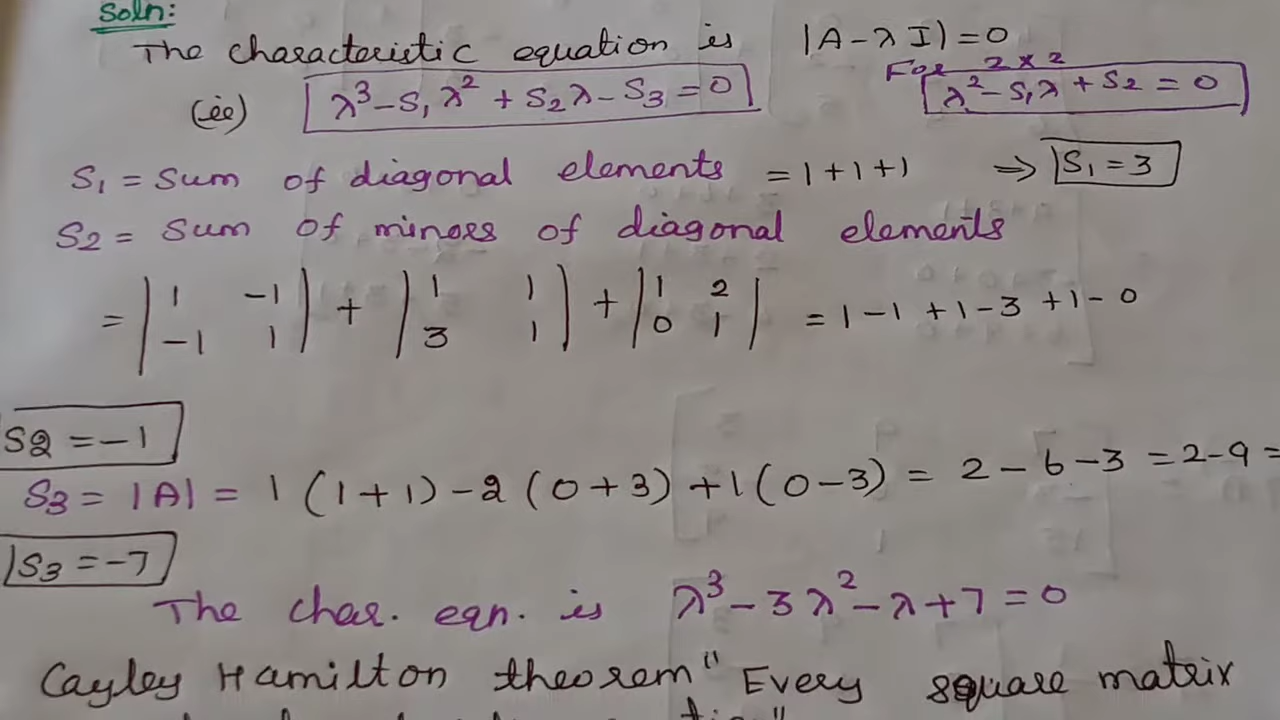 Soln:
The characteristic equation is |A - λI| = 0
For 2 x 2
(ie) λ³ - S₁λ² + S₂λ - S₃ = 0 λ² - S₁λ + S₂ = 0
S₁ = Sum of diagonal elements = 1+1+1 ⇒ S₁ = 3
S₂ = Sum of minors of diagonal elements
= | 1 -1 | + | 1 1 | + | 1 2 | = 1-1+1-3+1-0
| -1 1 | | 3 1 | | 0 1 |
S2 = -1
S₃ = |A| = 1(1+1) - 2(0+3) + 1(0-3) = 2-6-3 = 2-9 =
S₃ = -7
The char. eqn. is λ³ - 3λ² - λ + 7 = 0
Cayley Hamilton theorem "Every square matrix